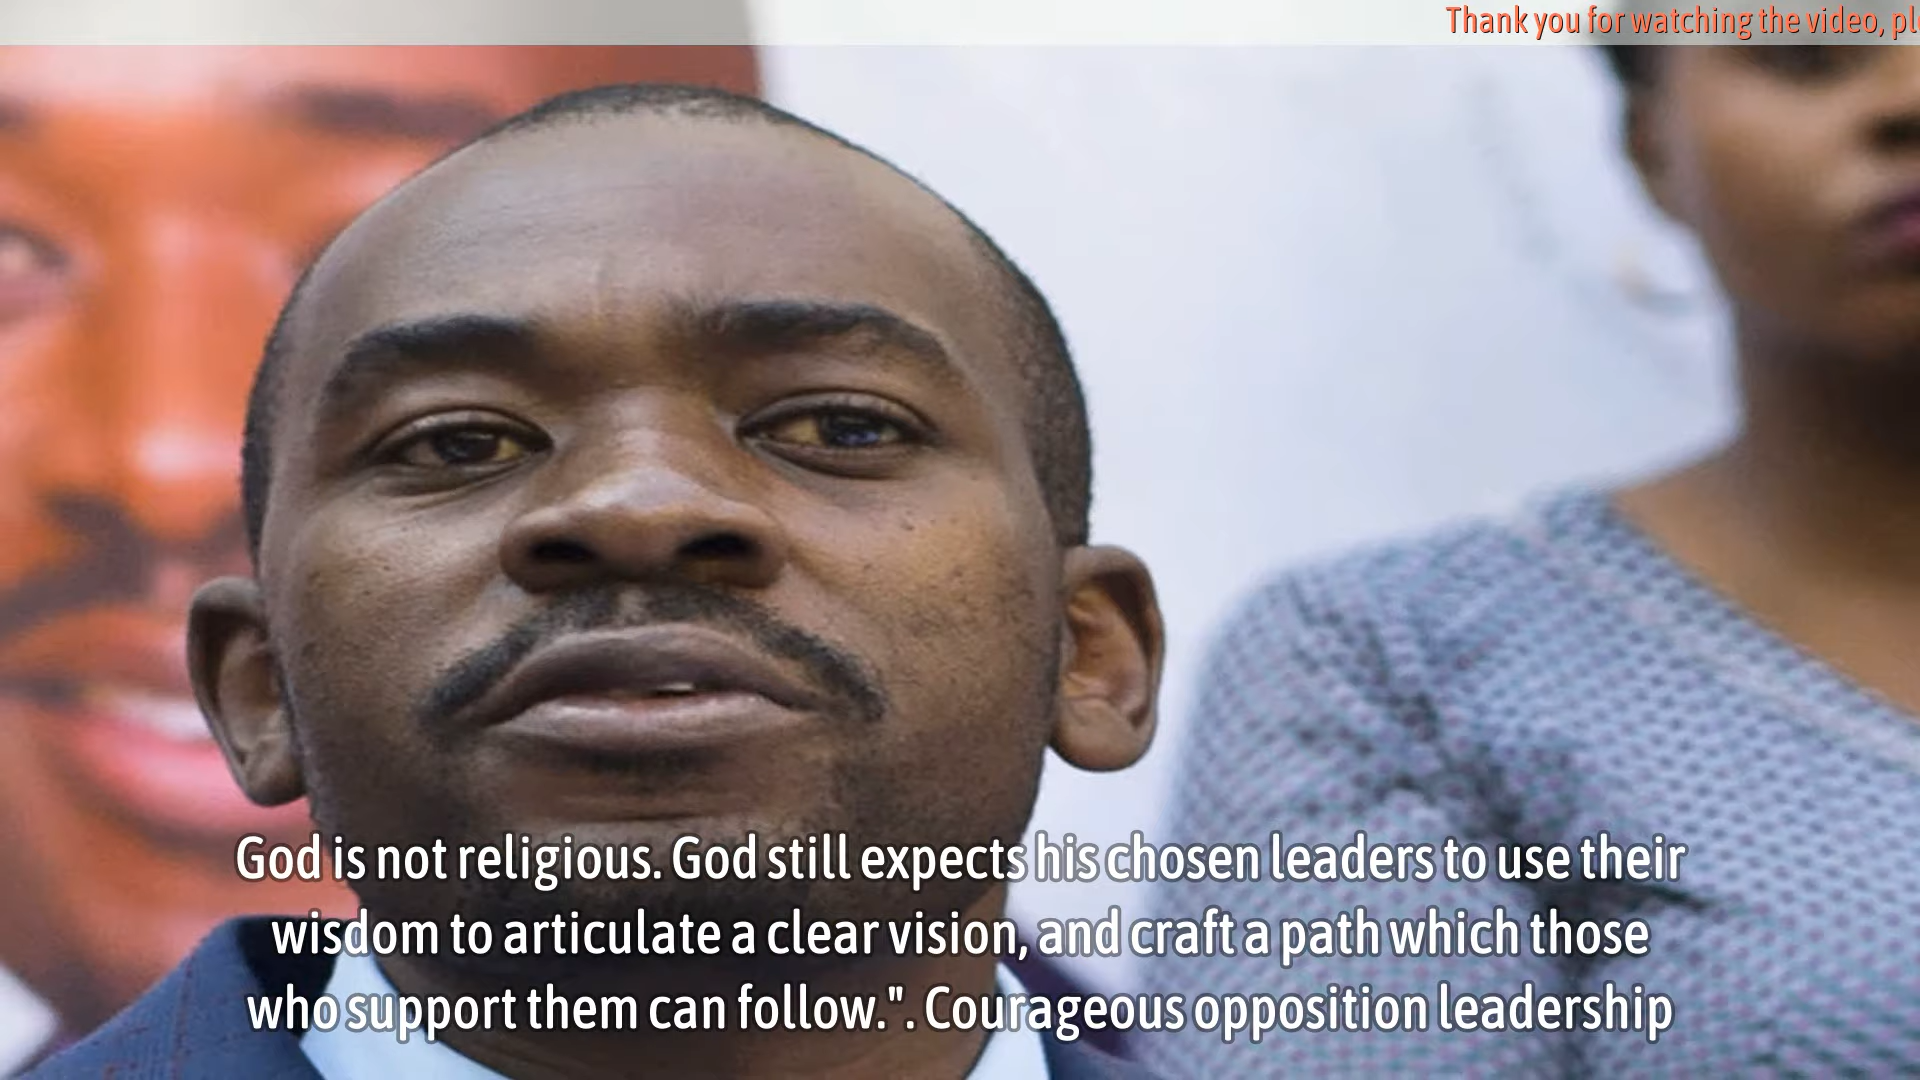 Thank you for watching the video,
God is not religious. God still expects his chosen leaders to use their
wisdom to articulate a clear vision, and craft a path which those
who support them can follow.". Courageous opposition leadership